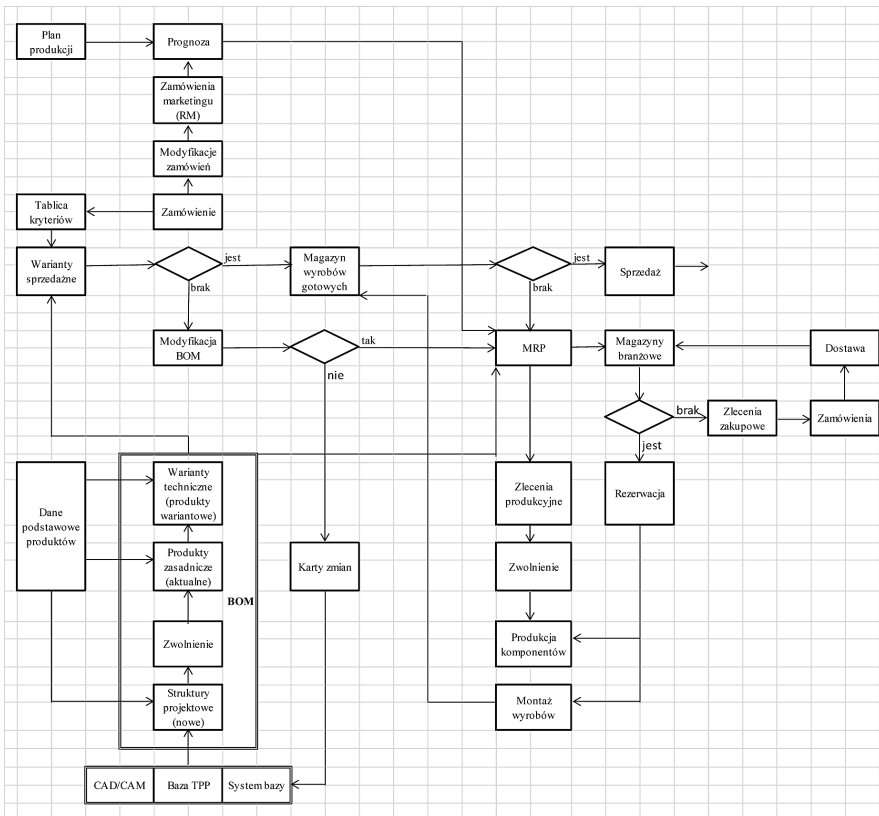 Plan
produkcji
Prognoza
Zamówienia
marketingu
(RM)
Modyfikacje
zamówień
Tablica
kryteriów
Zamówienie
Warianty
sprzedażne
jest
brak
Magazyn
wyrobów
gotowych
jest
brak
Sprzedaż
Modyfikacja
BOM
tak
nie
MRP
Magazyny
branżowe
Dostawa
brak
jest
Zlecenia
zakupowe
Zamówienia
Dane
podstawowe
produktów
Warianty
techniczne
(produkty
wariantowe)
Zlecenia
produkcyjne
Rezerwacja
Produkty
zasadnicze
(aktualne)
BOM
Karty zmian
Zwolnienie
Zwolnienie
Produkcja
komponentów
Struktury
projektowe
(nowe)
Montaż
wyrobów
CAD/CAM
Baza TPP
System bazy